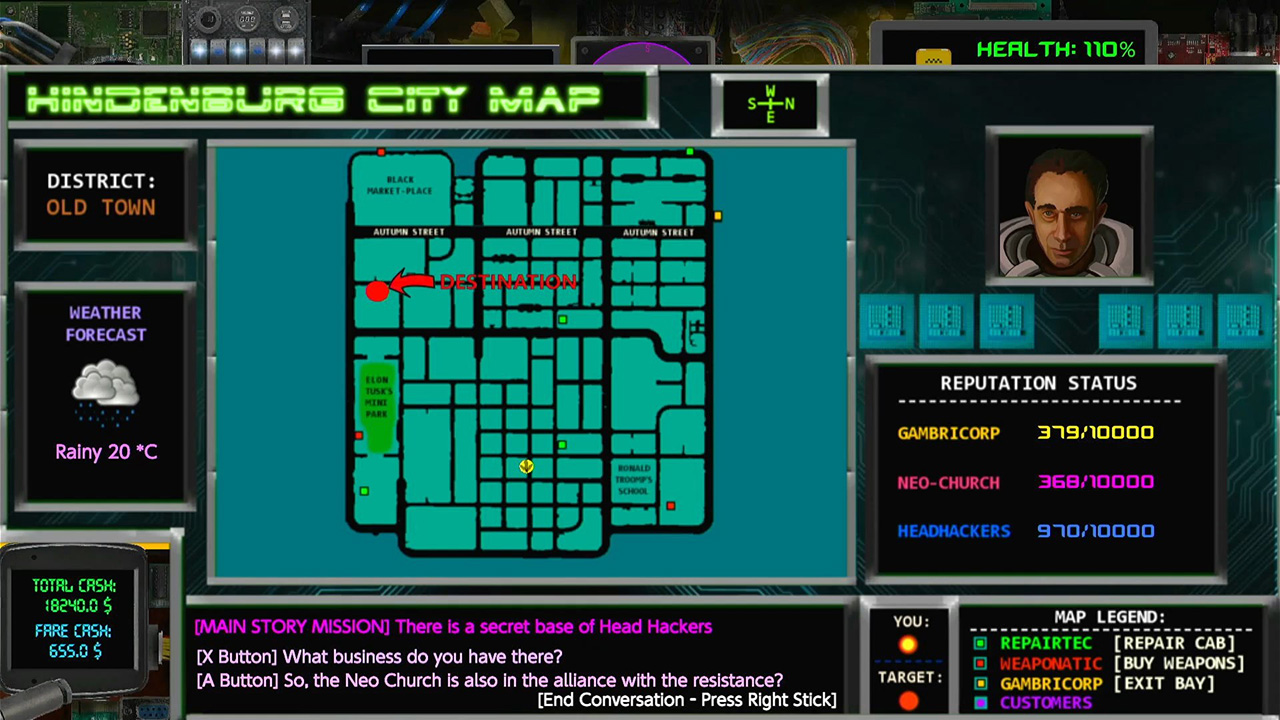 HEALTH: 110%
HINDENBURG CITY MAP
W
S N
E
DISTRICT:
OLD TOWN
WEATHER
FORECAST
Rainy 20 *C
BLACK
MARKET-PLACE
AUTUMN STREET AUTUMN STREET AUTUMN STREET
DESTINATION
ELON
TUSK'S
MINI
PARK
RONALD
TROOMP'S
SCHOOL
REPUTATION STATUS
GAMBRICORP 379/10000
NEO-CHURCH 368/10000
HEADHACKERS 970/10000
TOTAL CASH:
18240.0 $
FARE CASH:
655.0 $
[MAIN STORY MISSION] There is a secret base of Head Hackers
[X Button] What business do you have there?
[A Button] So, the Neo Church is also in the alliance with the resistance?
[End Conversation - Press Right Stick]
YOU:
TARGET:
MAP LEGEND:
REPAIRTEC [REPAIR CAB]
WEAPONATIC [BUY WEAPONS]
GAMBRICORP [EXIT BAY]
CUSTOMERS